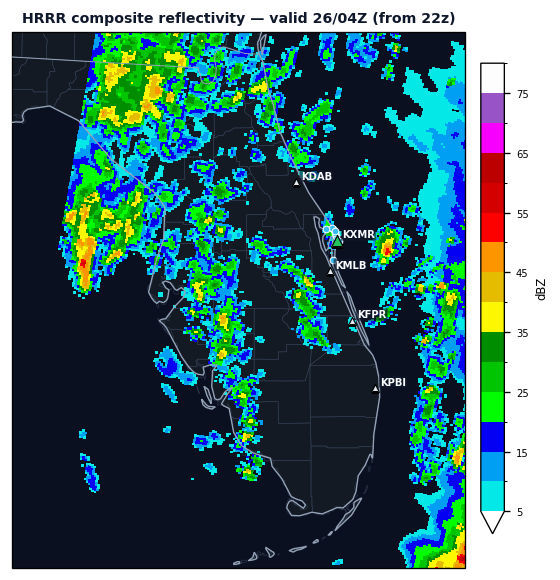 HRRR composite reflectivity — valid 26/04Z (from 22z)
KDAB
KXMR
KMLB
KFPR
KPBI
75
65
55
45
35
25
15
5
dBZ